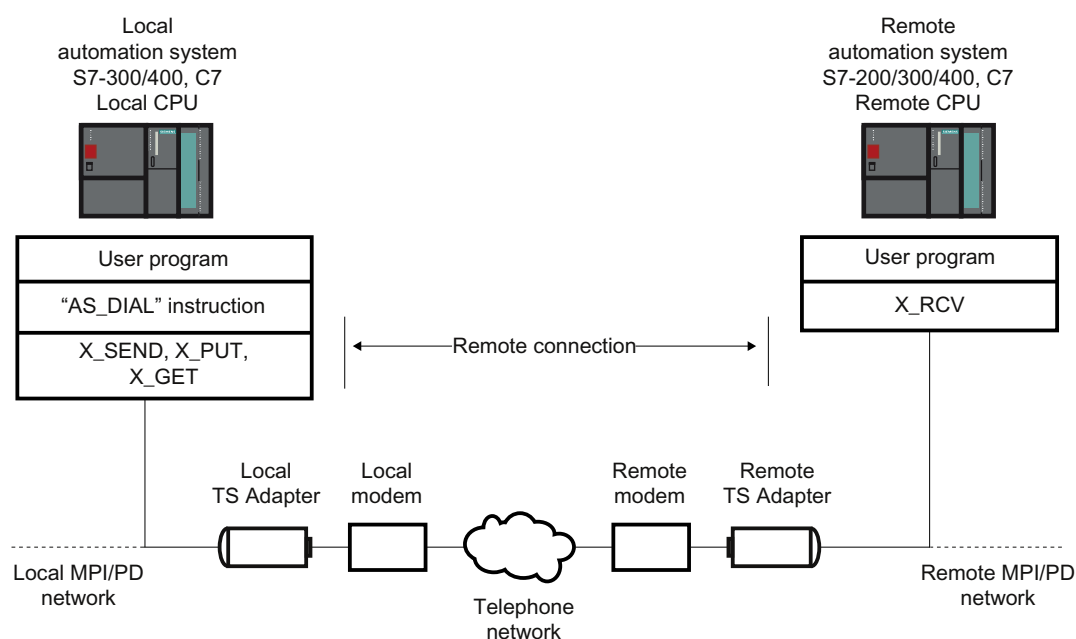 Local
automation system
S7-300/400, C7
Local CPU
Remote
automation system
S7-200/300/400, C7
Remote CPU
User program
“AS_DIAL” instruction
X_SEND, X_PUT,
X_GET
User program
X_RCV
Remote connection
Local
TS Adapter
Local
modem
Remote
modem
Remote
TS Adapter
Local MPI/PD
network
Telephone
network
Remote MPI/PD
network